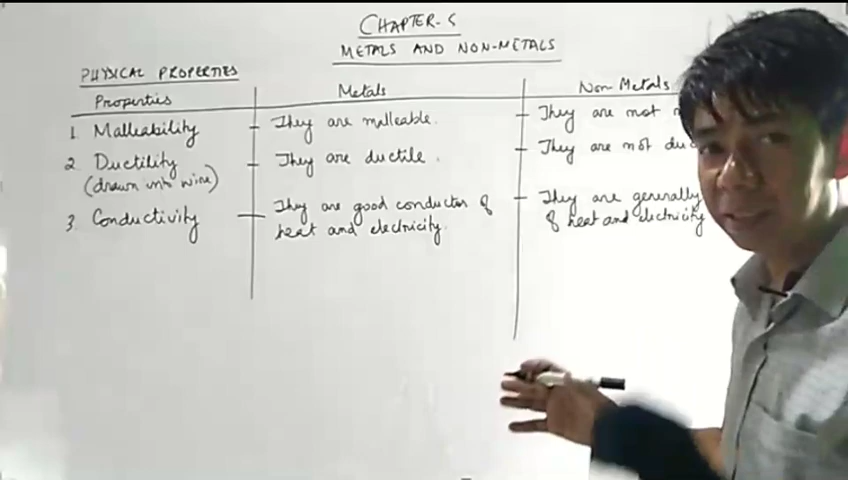 CHAPTER-5
METALS AND NON-METALS
PHYSICAL PROPERTIES
Properties
Metals
Non-Metals
1. Malleability
- They are malleable.
- They are not
2. Ductility
(drawn into wire)
- They are ductile.
- They are not
3. Conductivity
- They are good conductor of
heat and electricity.
- They are generally
of heat and electricity